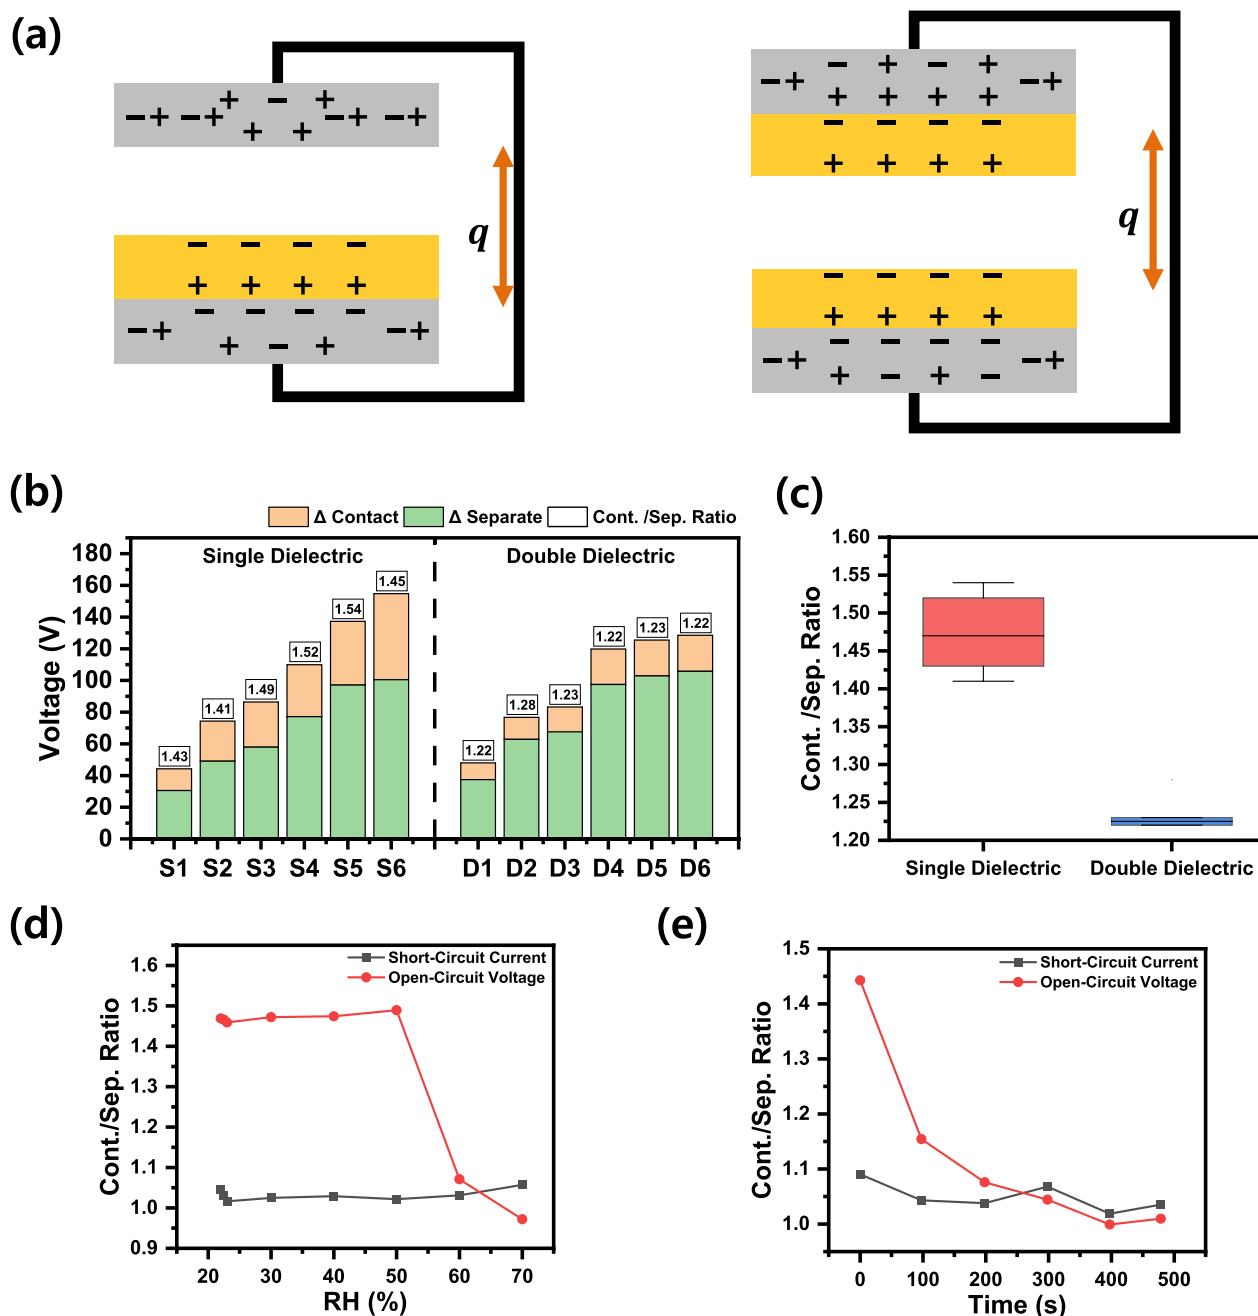 (a)
q
q
(b)
Δ Contact Δ Separate Cont. /Sep. Ratio
Single Dielectric Double Dielectric
Voltage (V)
180
160
140
120
100
80
60
40
20
0
1.43 1.41 1.49 1.52 1.54 1.45 1.22 1.28 1.23 1.22 1.23 1.22
S1 S2 S3 S4 S5 S6 D1 D2 D3 D4 D5 D6
(c)
Cont. /Sep. Ratio
1.60
1.55
1.50
1.45
1.40
1.35
1.30
1.25
1.20
Single Dielectric Double Dielectric
(d)
Short-Circuit Current
Open-Circuit Voltage
Cont./Sep. Ratio
1.6
1.5
1.4
1.3
1.2
1.1
1.0
0.9
20 30 40 50 60 70
RH (%)
(e)
Short-Circuit Current
Open-Circuit Voltage
Cont./Sep. Ratio
1.5
1.4
1.3
1.2
1.1
1.0
0 100 200 300 400 500
Time (s)